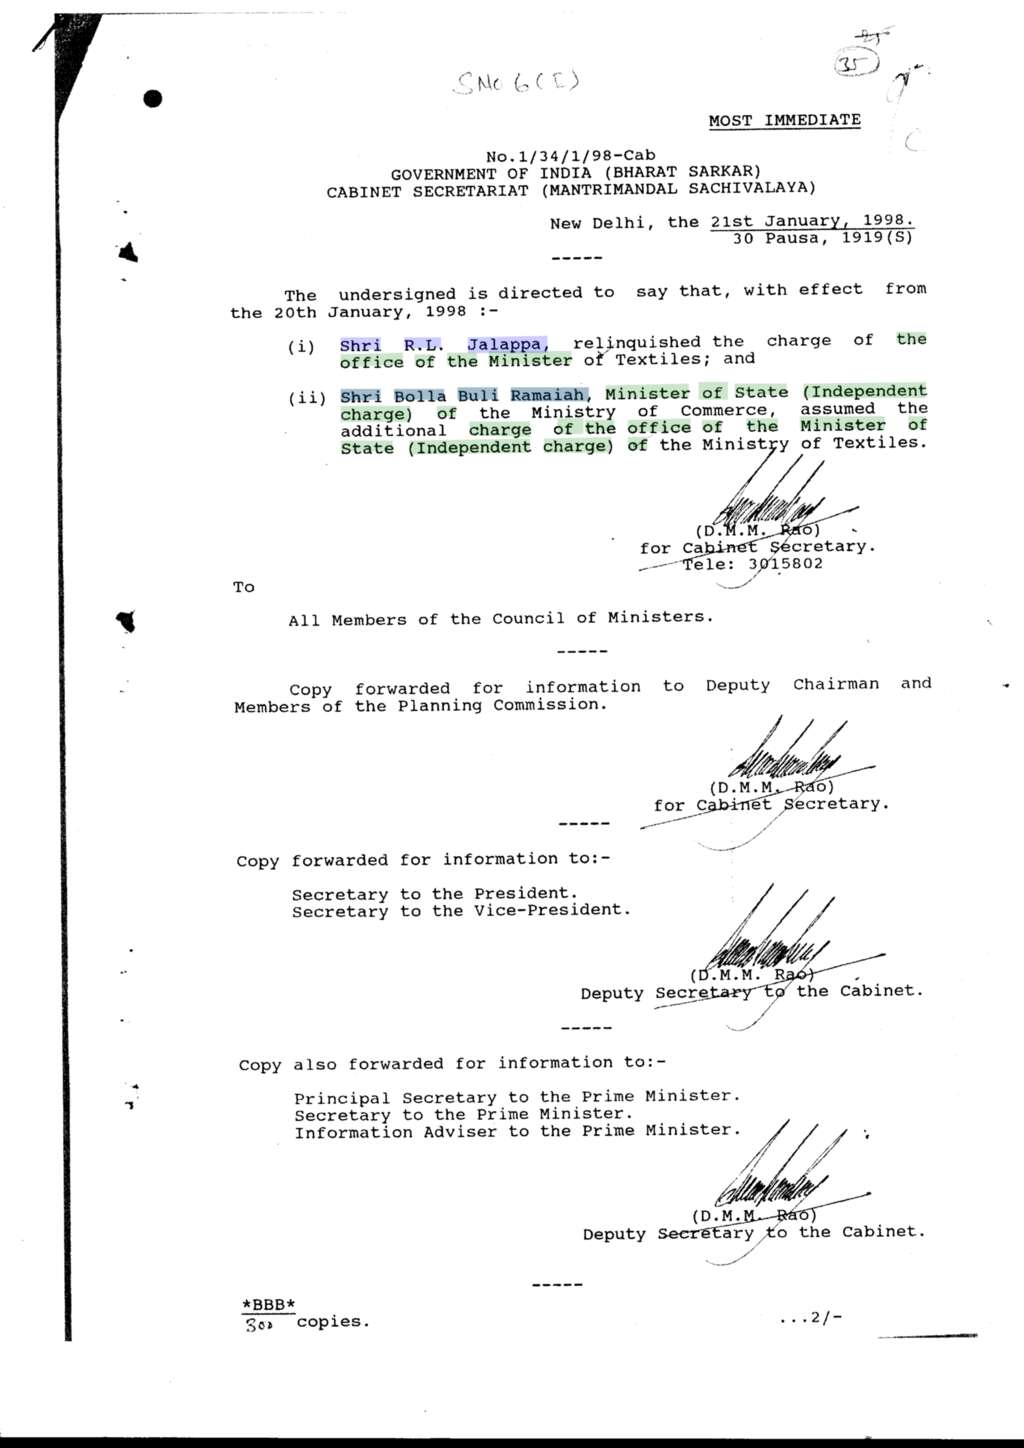 35
SNo 6(I)
MOST IMMEDIATE
No.1/34/1/98-Cab
GOVERNMENT OF INDIA (BHARAT SARKAR)
CABINET SECRETARIAT (MANTRIMANDAL SACHIVALAYA)
New Delhi, the 21st January, 1998.
30 Pausa, 1919(S)
-----
The undersigned is directed to say that, with effect from
the 20th January, 1998 :-
(i) Shri R.L. Jalappa, relinquished the charge of the
office of the Minister of Textiles; and
(ii) Shri Bolla Buli Ramaiah, Minister of State (Independent
charge) of the Ministry of Commerce, assumed the
additional charge of the office of the Minister of
State (Independent charge) of the Ministry of Textiles.
(D.M.M. Rao)
for Cabinet Secretary.
Tele: 3015802
To
All Members of the Council of Ministers.
-----
Copy forwarded for information to Deputy Chairman and
Members of the Planning Commission.
(D.M.M. Rao)
for Cabinet Secretary.
-----
Copy forwarded for information to:-
Secretary to the President.
Secretary to the Vice-President.
(D.M.M. Rao)
Deputy Secretary to the Cabinet.
-----
Copy also forwarded for information to:-
Principal Secretary to the Prime Minister.
Secretary to the Prime Minister.
Information Adviser to the Prime Minister.
(D.M.M. Rao)
Deputy Secretary to the Cabinet.
-----
*BBB*
300 copies.
...2/-